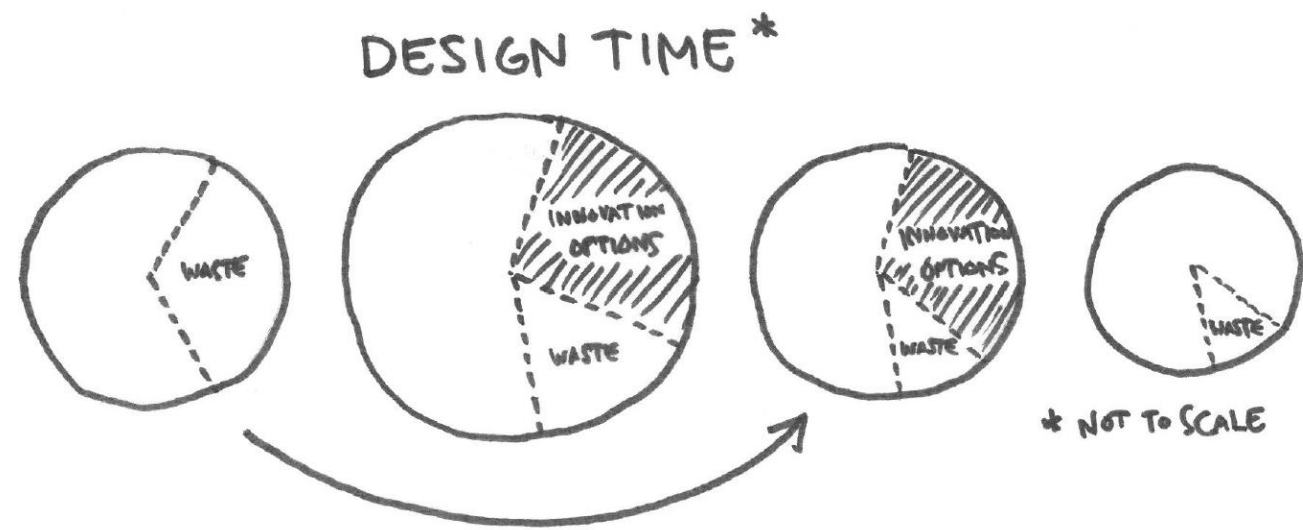 DESIGN TIME*
WASTE
INNOVATION
OPTIONS
WASTE
INNOVATION
OPTIONS
WASTE
WASTE
* NOT TO SCALE